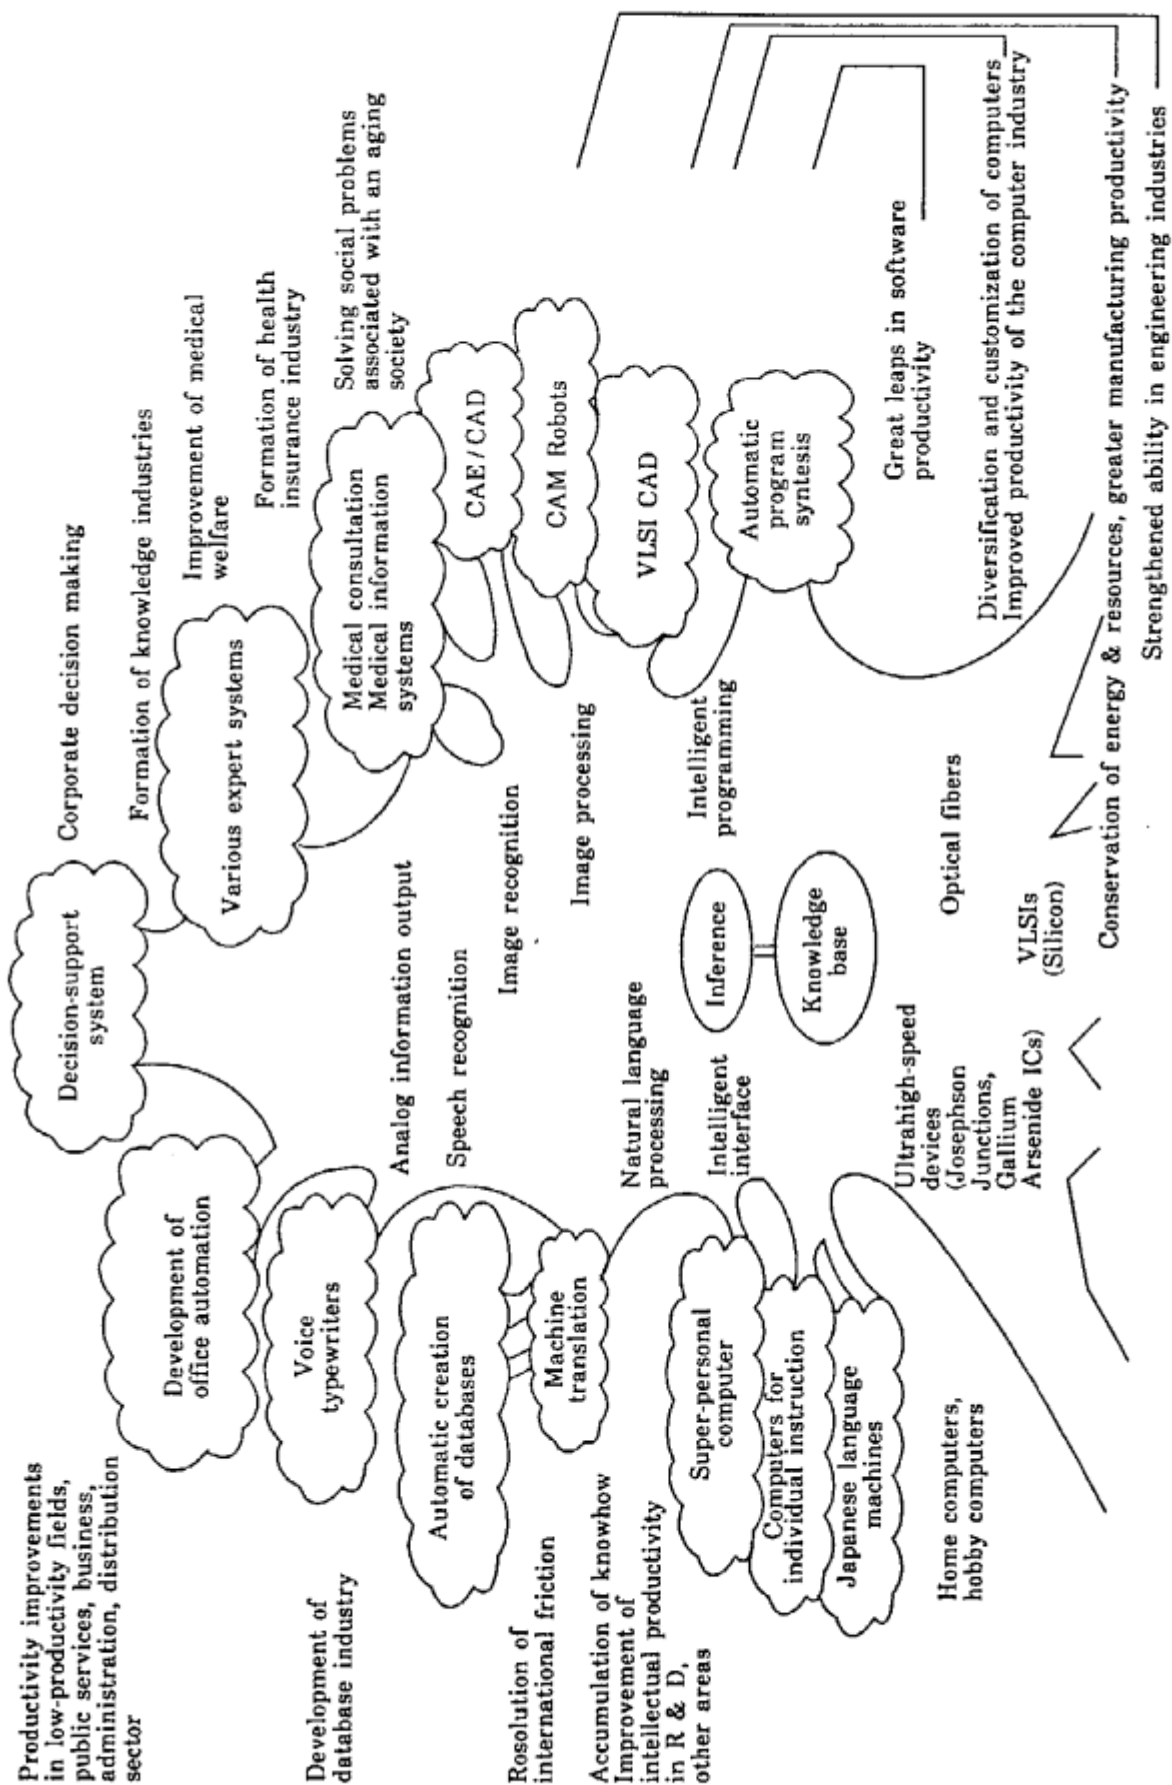 Productivity improvements
in low-productivity fields,
public services, business,
administration, distribution
sector
Decision-support
system
Corporate decision making
Development of
office automation
Various expert systems
Formation of knowledge industries
Improvement of medical
welfare
Formation of health
insurance industry
Voice
typewriters
Development of
database industry
Analog information output
Medical consultation
Medical information
systems
Solving social problems
associated with an aging
society
Automatic creation
of databases
Speech recognition
Image recognition
CAE/CAD
Rosolution of
international friction
Machine
translation
Image processing
CAM Robots
Accumulation of knowhow
Improvement of
intellectual productivity
in R & D,
other areas
Natural language
processing
VLSI CAD
Super-personal
computer
Intelligent
interface
Inference
Intelligent
programming
Automatic
program
syntesis
Computers for
individual instruction
Knowledge
base
Japanese language
machines
Great leaps in software
productivity
Home computers,
hobby computers
Ultrahigh-speed
devices
(Josephson
Junctions,
Gallium
Arsenide ICs)
Optical fibers
VLSIs
(Silicon)
Diversification and customization of computers
Improved productivity of the computer industry
Conservation of energy & resources, greater manufacturing productivity
Strengthened ability in engineering industries